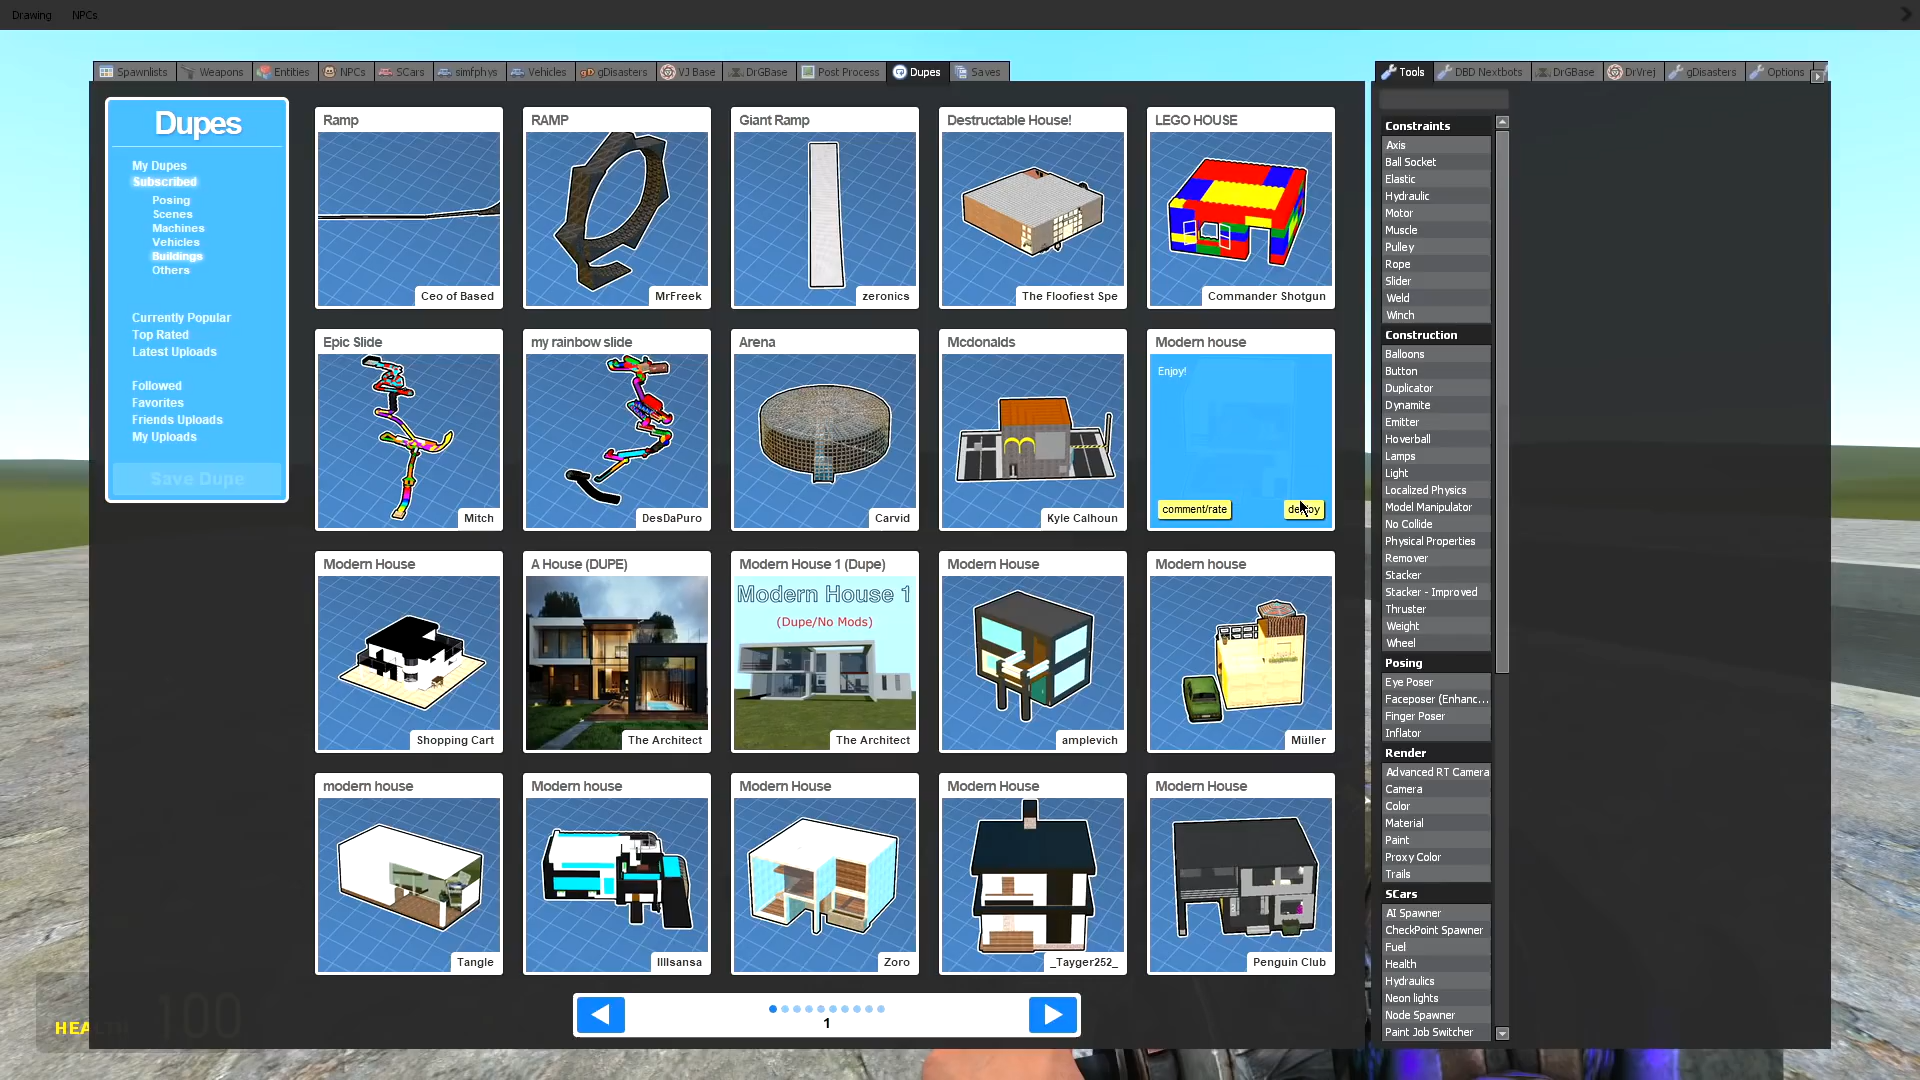 Drawing NPCs
Spawnlists Weapons Entities NPCs SCars simfphys Vehicles gDisasters VJ Base DrGBase Post Process Dupes Saves
Tools DBD Nextbots DrGBase DrVrej gDisasters Options
Dupes
My Dupes
Subscribed
Posing
Scenes
Machines
Vehicles
Buildings
Others
Currently Popular
Top Rated
Latest Uploads
Followed
Favorites
Friends Uploads
My Uploads
Save Dupe
Ramp
Ceo of Based
RAMP
MrFreek
Giant Ramp
zeronics
Destructable House!
The Floofiest Spe
LEGO HOUSE
Commander Shotgun
Epic Slide
Mitch
my rainbow slide
DesDaPuro
Arena
Carvid
Mcdonalds
Kyle Calhoun
Modern house
Enjoy!
comment/rate
Modern House
Shopping Cart
A House (DUPE)
The Architect
Modern House 1 (Dupe)
Modern House 1
(Dupe/No Mods)
The Architect
Modern House
amplevich
Modern house
Müller
modern house
Tangle
Modern house
Modern House
Zoro
Modern House
_Tayger252_
Modern House
Penguin Club
1
Constraints
Axis
Ball Socket
Elastic
Hydraulic
Motor
Muscle
Pulley
Rope
Slider
Weld
Winch
Construction
Balloons
Button
Duplicator
Dynamite
Emitter
Hoverball
Lamps
Light
Localized Physics
Model Manipulator
No Collide
Physical Properties
Remover
Stacker
Stacker - Improved
Thruster
Weight
Wheel
Posing
Eye Poser
Faceposer (Enhanc...
Finger Poser
Inflator
Render
Advanced RT Camera
Camera
Color
Material
Paint
Proxy Color
Trails
SCars
AI Spawner
CheckPoint Spawner
Fuel
Health
Hydraulics
Neon lights
Node Spawner
Paint Job Switcher
HEALTH 100